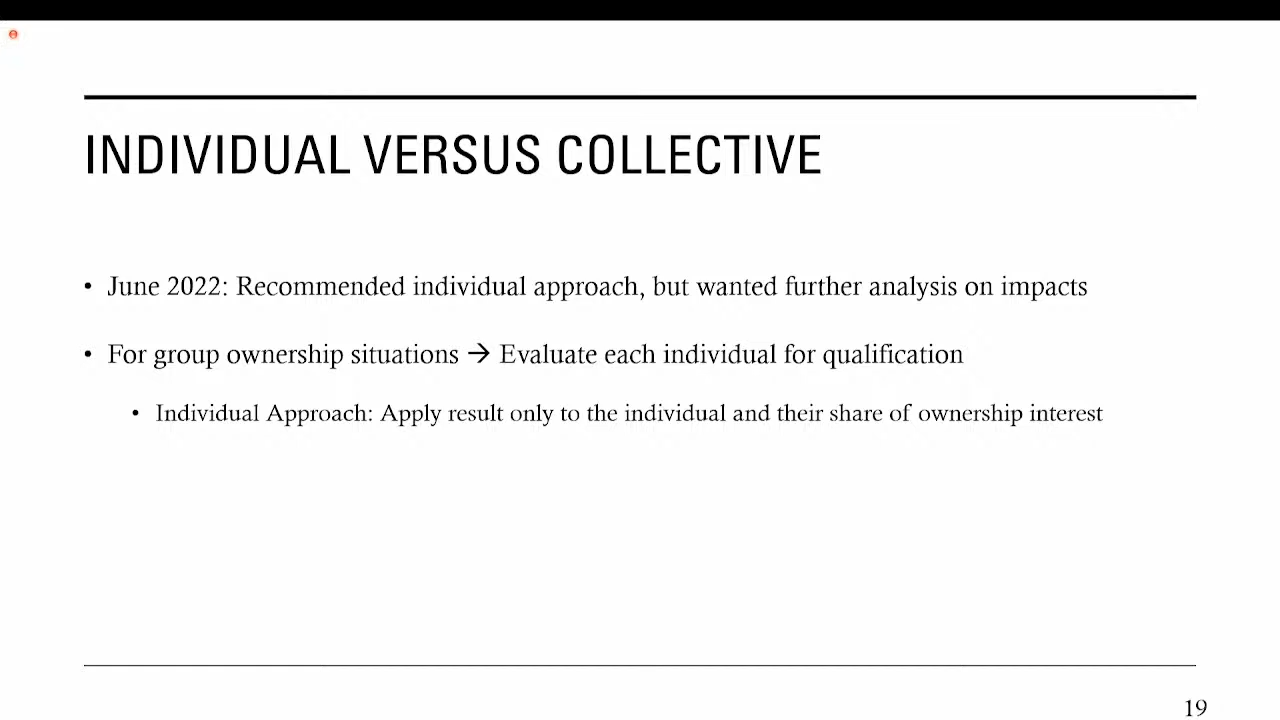 INDIVIDUAL VERSUS COLLECTIVE
• June 2022: Recommended individual approach, but wanted further analysis on impacts
• For group ownership situations → Evaluate each individual for qualification
• Individual Approach: Apply result only to the individual and their share of ownership interest
19